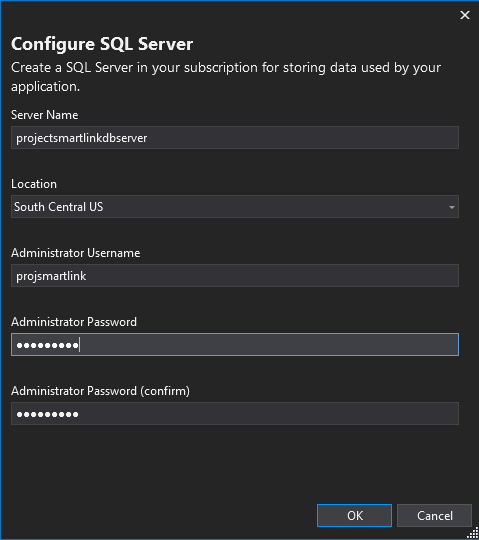 Configure SQL Server
Create a SQL Server in your subscription for storing data used by your
application.
Server Name
projectsmartlinkdbserver
Location
South Central US
Administrator Username
projsmartlink
Administrator Password
●●●●●●●●●
Administrator Password (confirm)
●●●●●●●●●
OK
Cancel